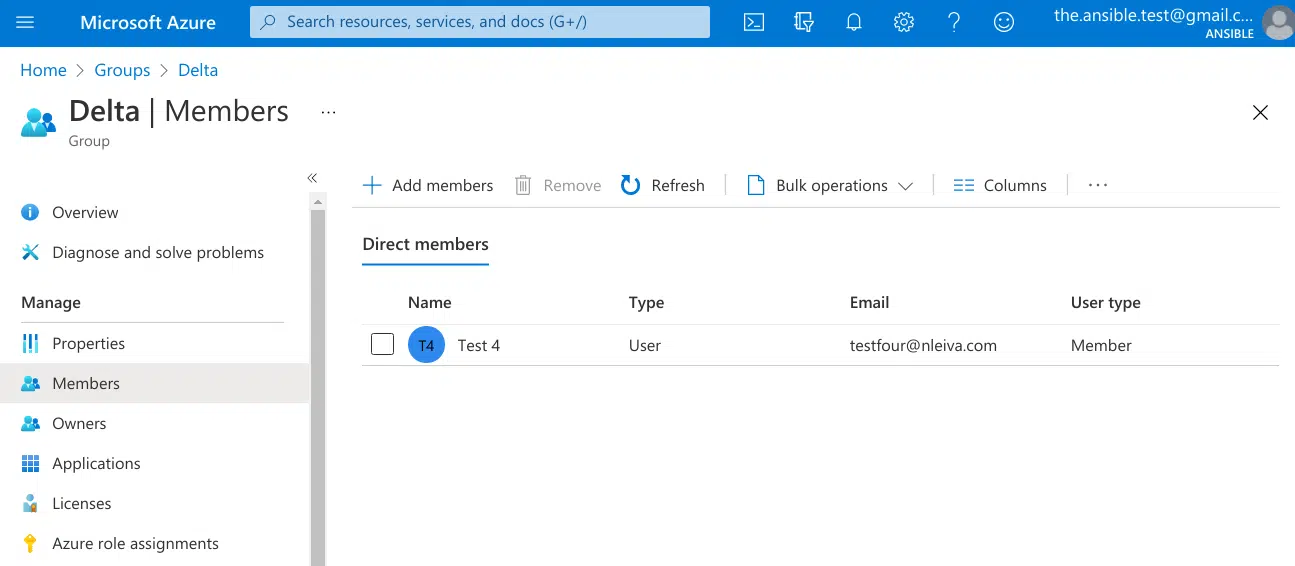 Microsoft Azure
Search resources, services, and docs (G+/)
the.ansible.test@gmail.c...
ANSIBLE
Home > Groups > Delta
Delta | Members ...
Group
Overview
Diagnose and solve problems
Manage
Properties
Members
Owners
Applications
Licenses
Azure role assignments
Add members Remove Refresh Bulk operations Columns ...
Direct members
Name Type Email User type
T4 Test 4 User testfour@nleiva.com Member